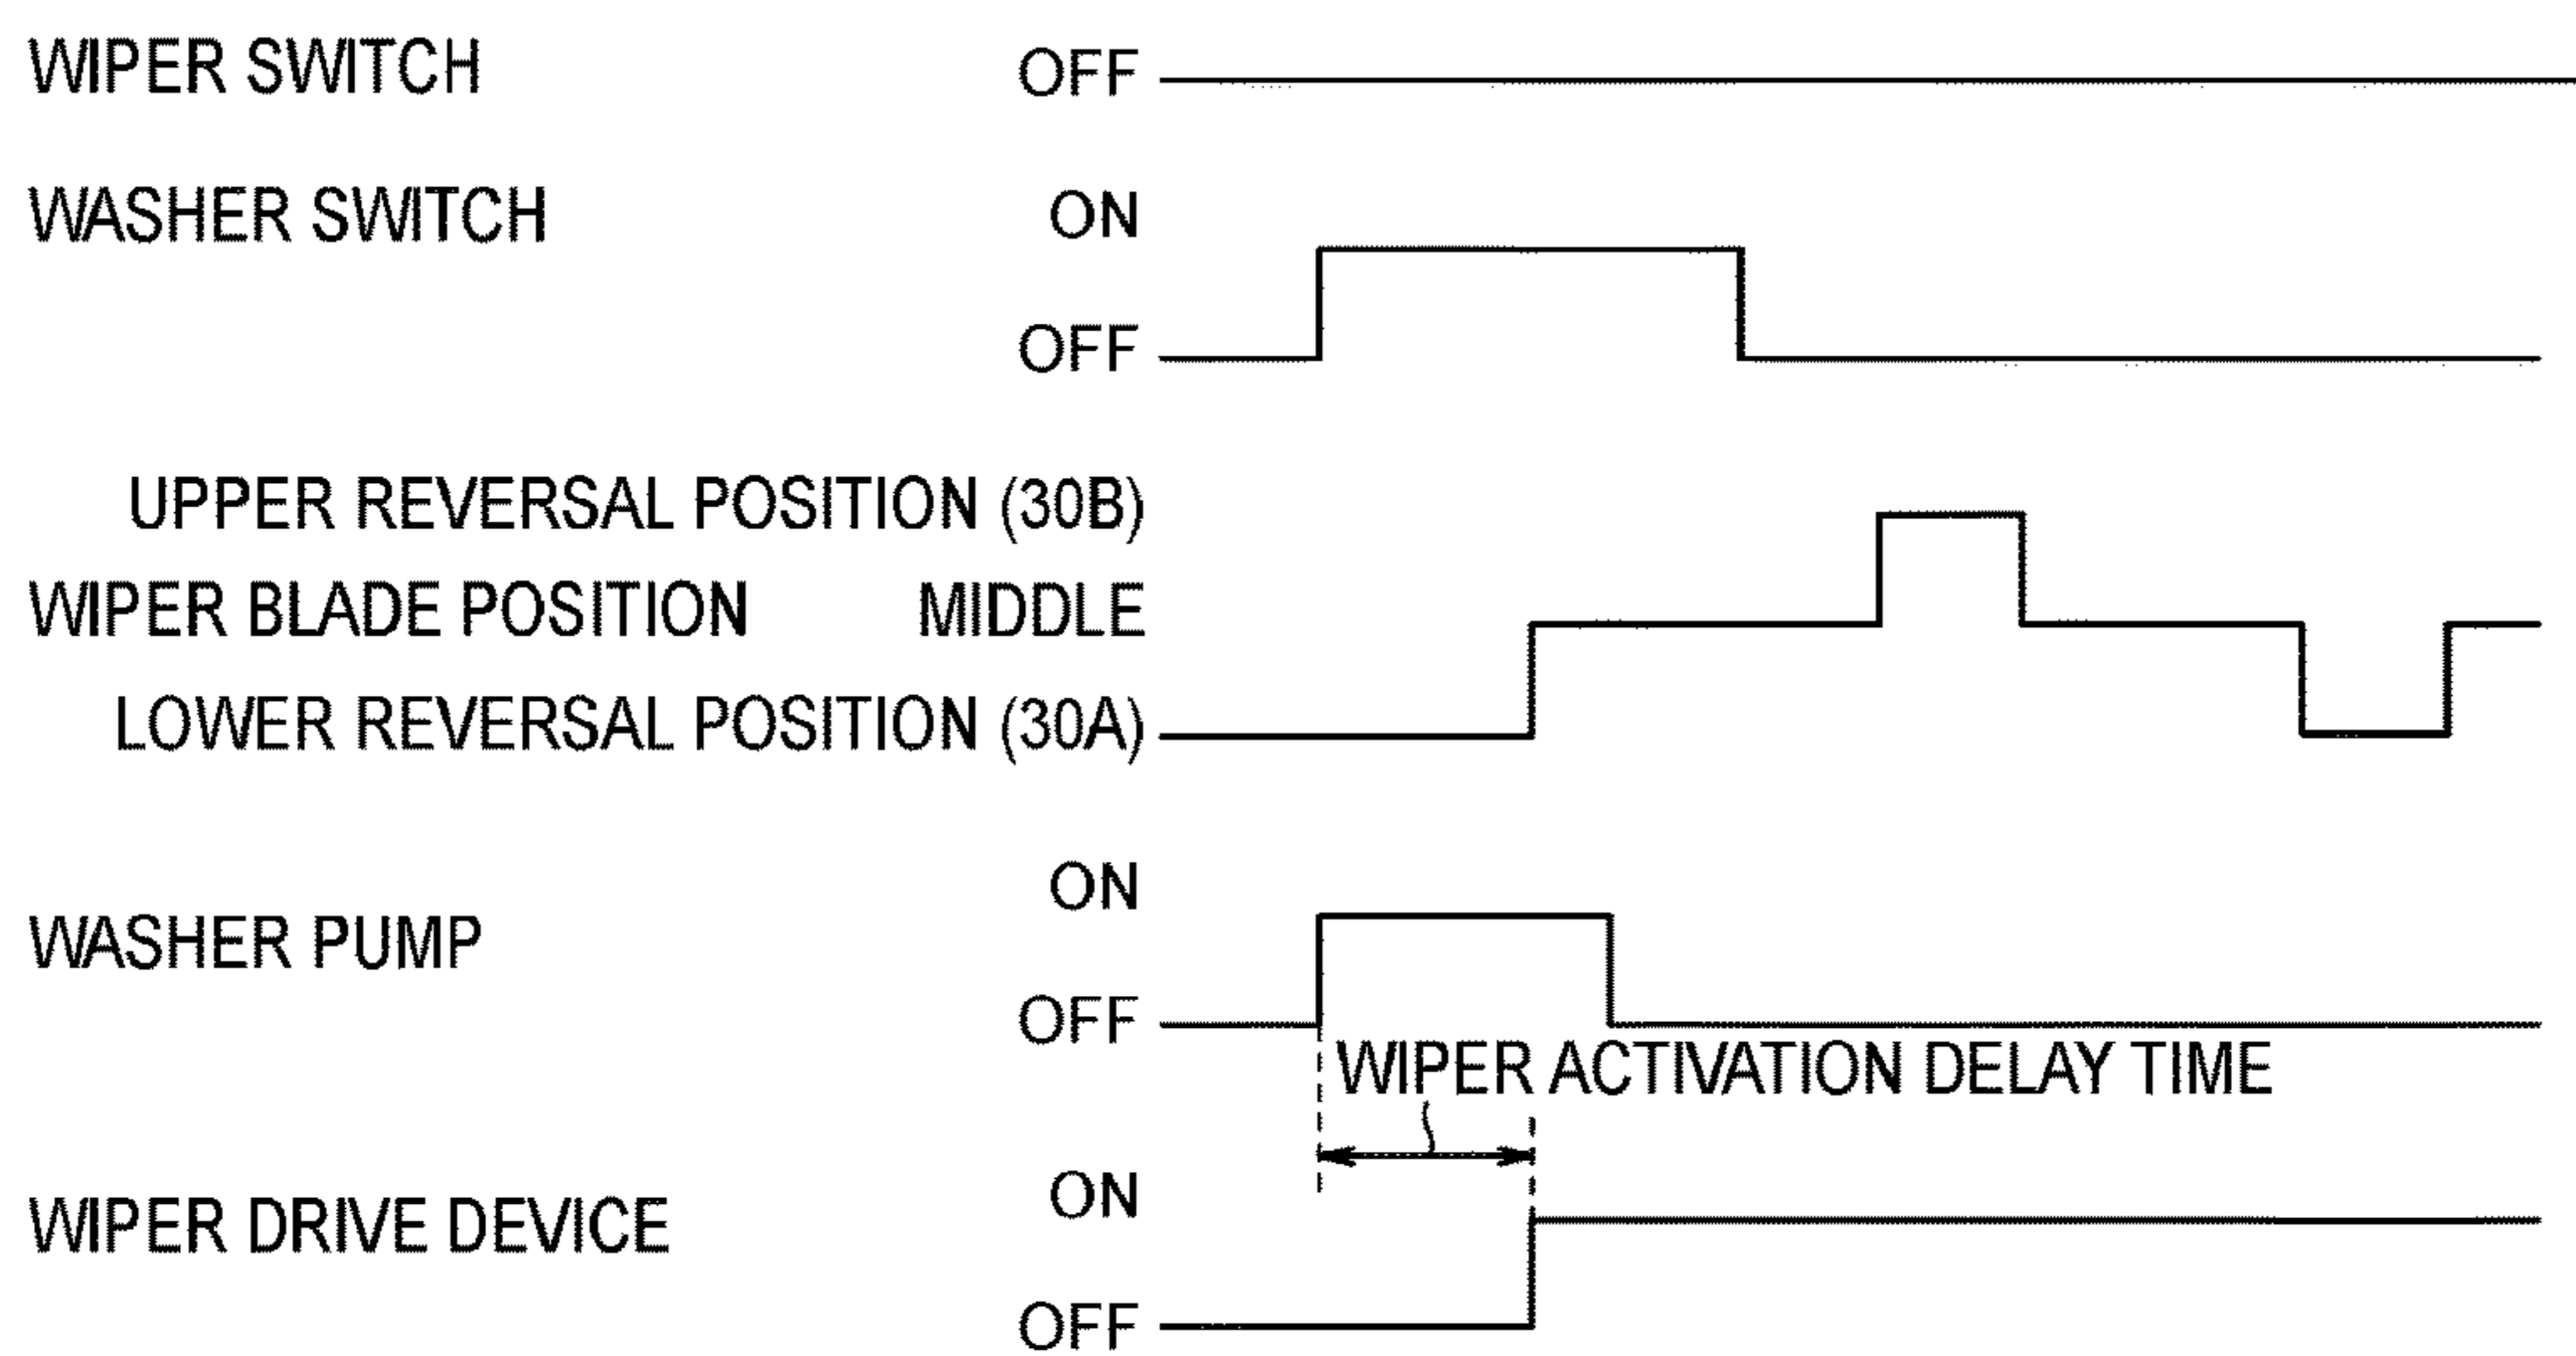 WIPER SWITCH OFF
WASHER SWITCH ON
OFF
UPPER REVERSAL POSITION (30B)
WIPER BLADE POSITION MIDDLE
LOWER REVERSAL POSITION (30A)
ON
WASHER PUMP
OFF
WIPER ACTIVATION DELAY TIME
ON
WIPER DRIVE DEVICE
OFF